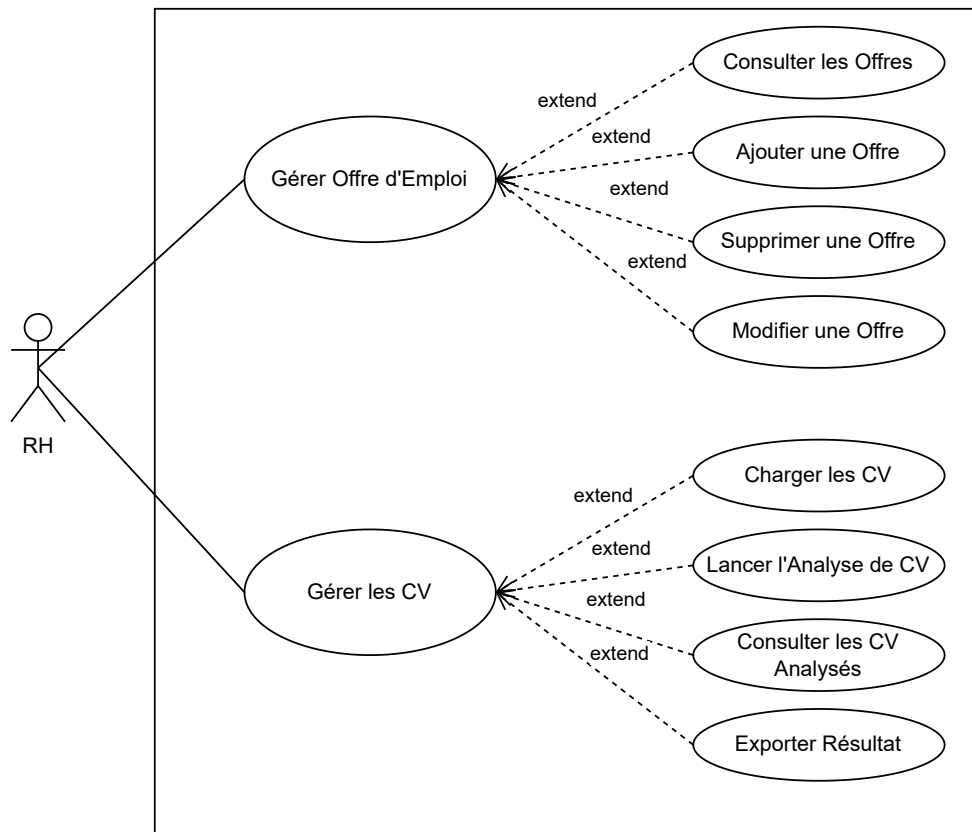 Consulter les Offres
extend
extend
Ajouter une Offre
Gérer Offre d'Emploi
extend
Supprimer une Offre
extend
Modifier une Offre
RH
Charger les CV
extend
extend
Lancer l'Analyse de CV
Gérer les CV
extend
Consulter les CV
Analysés
extend
Exporter Résultat